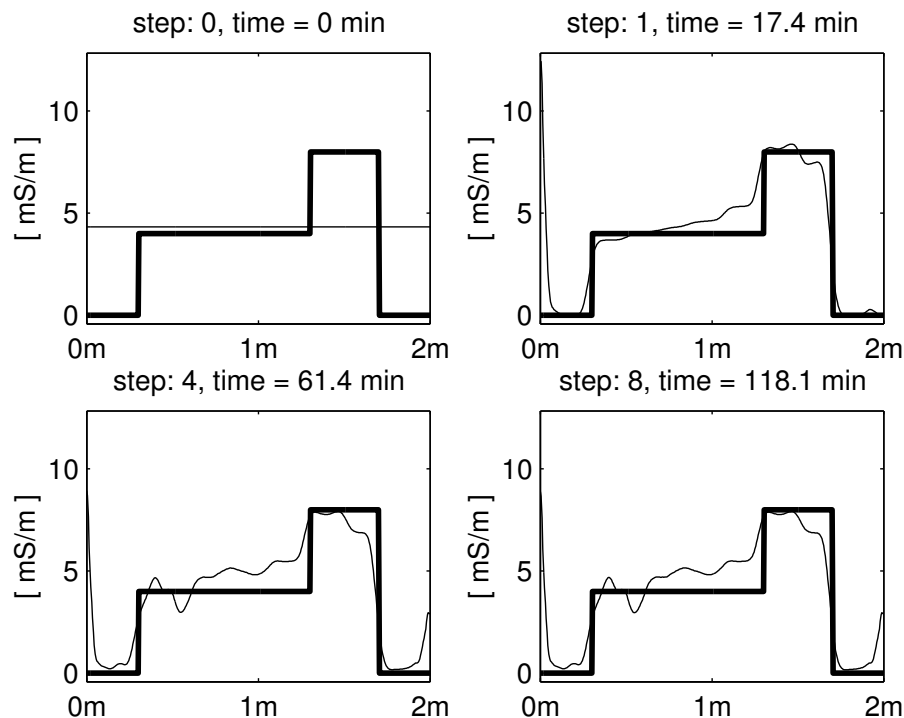 step: 0, time = 0 min
[ mS/m ]
10
5
0
0m 1m 2m
step: 1, time = 17.4 min
[ mS/m ]
10
5
0
0m 1m 2m
step: 4, time = 61.4 min
[ mS/m ]
10
5
0
0m 1m 2m
step: 8, time = 118.1 min
[ mS/m ]
10
5
0
0m 1m 2m